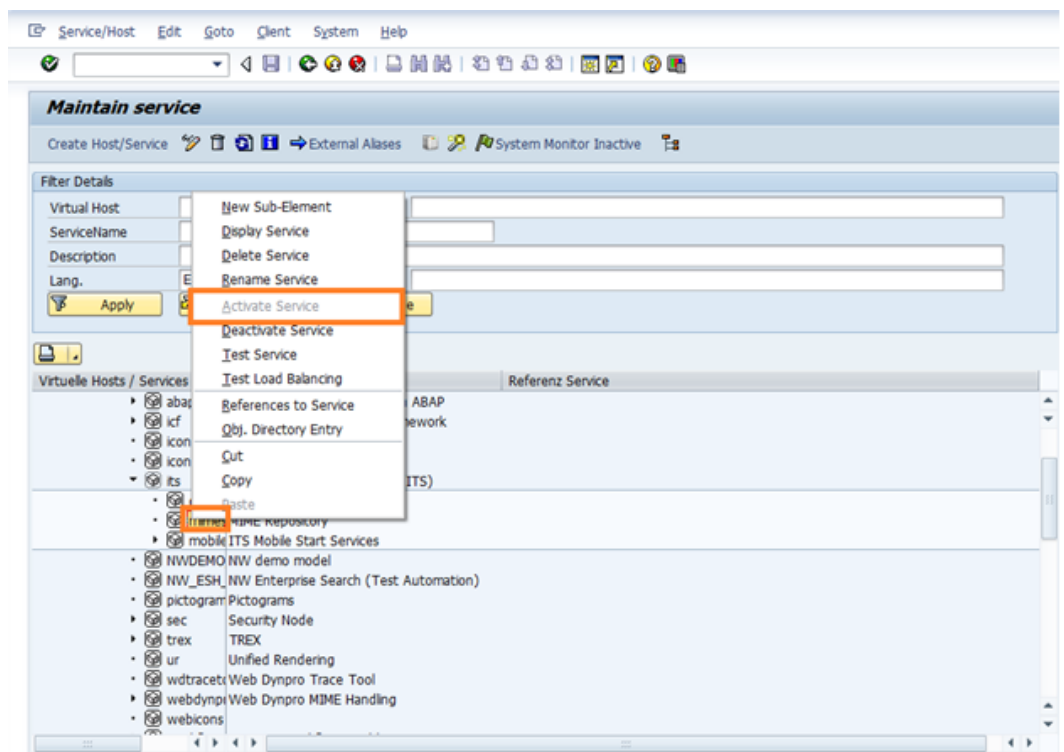 Service/Host Edit Goto Client System Help
Maintain service
Create Host/Service External Aliases System Monitor Inactive
Filter Details
Virtual Host
ServiceName
Description
Lang. E
Apply e
New Sub-Element
Display Service
Delete Service
Rename Service
Activate Service
Deactivate Service
Test Service
Test Load Balancing
References to Service
Obj. Directory Entry
Cut
Copy
Paste
Virtuelle Hosts / Services Referenz Service
abap ABAP
icf ework
icon
icon
its ITS)
mimes MIME Repository
mobile ITS Mobile Start Services
NWDEMO NW demo model
NW_ESH_ NW Enterprise Search (Test Automation)
pictogram Pictograms
sec Security Node
trex TREX
ur Unified Rendering
wdtracet Web Dynpro Trace Tool
webdynp Web Dynpro MIME Handling
webicons